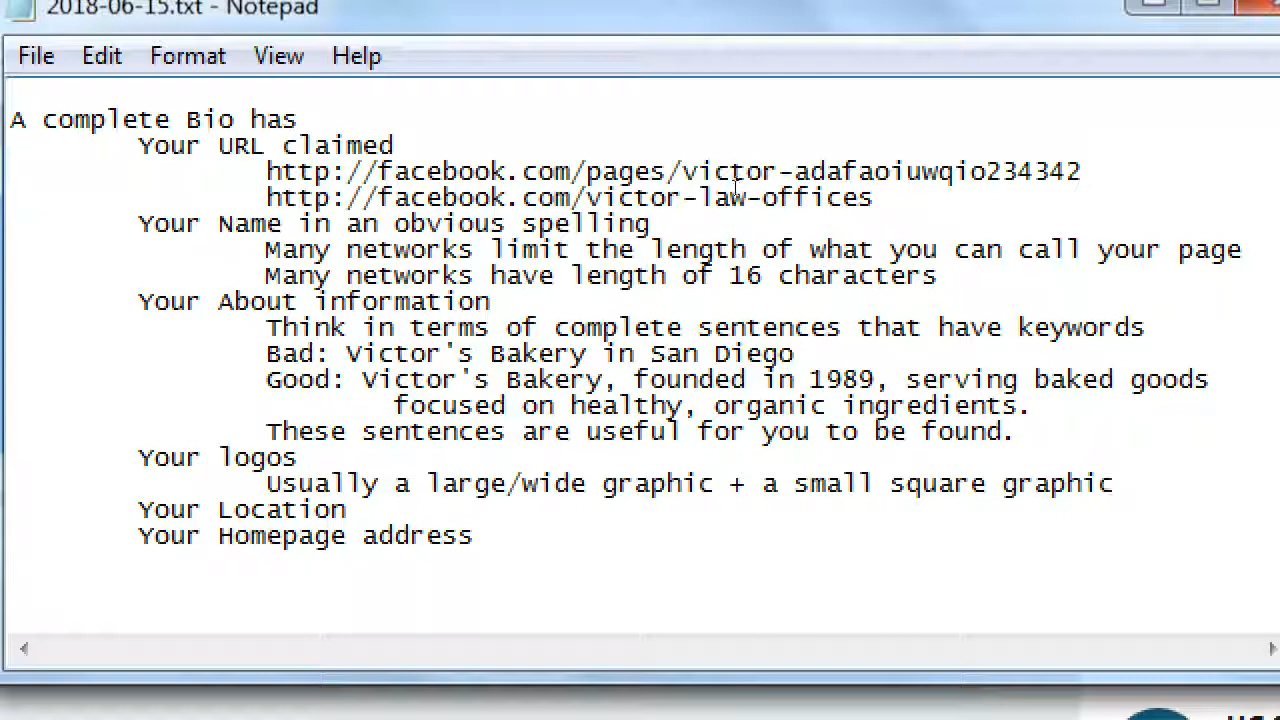 2018-06-15.txt - Notepad
File Edit Format View Help
A complete Bio has
Your URL claimed
http://facebook.com/pages/victor-adafaoiuwqio234342
http://facebook.com/victor-law-offices
Your Name in an obvious spelling
Many networks limit the length of what you can call your page
Many networks have length of 16 characters
Your About information
Think in terms of complete sentences that have keywords
Bad: Victor's Bakery in San Diego
Good: Victor's Bakery, founded in 1989, serving baked goods
focused on healthy, organic ingredients.
These sentences are useful for you to be found.
Your logos
Usually a large/wide graphic + a small square graphic
Your Location
Your Homepage address